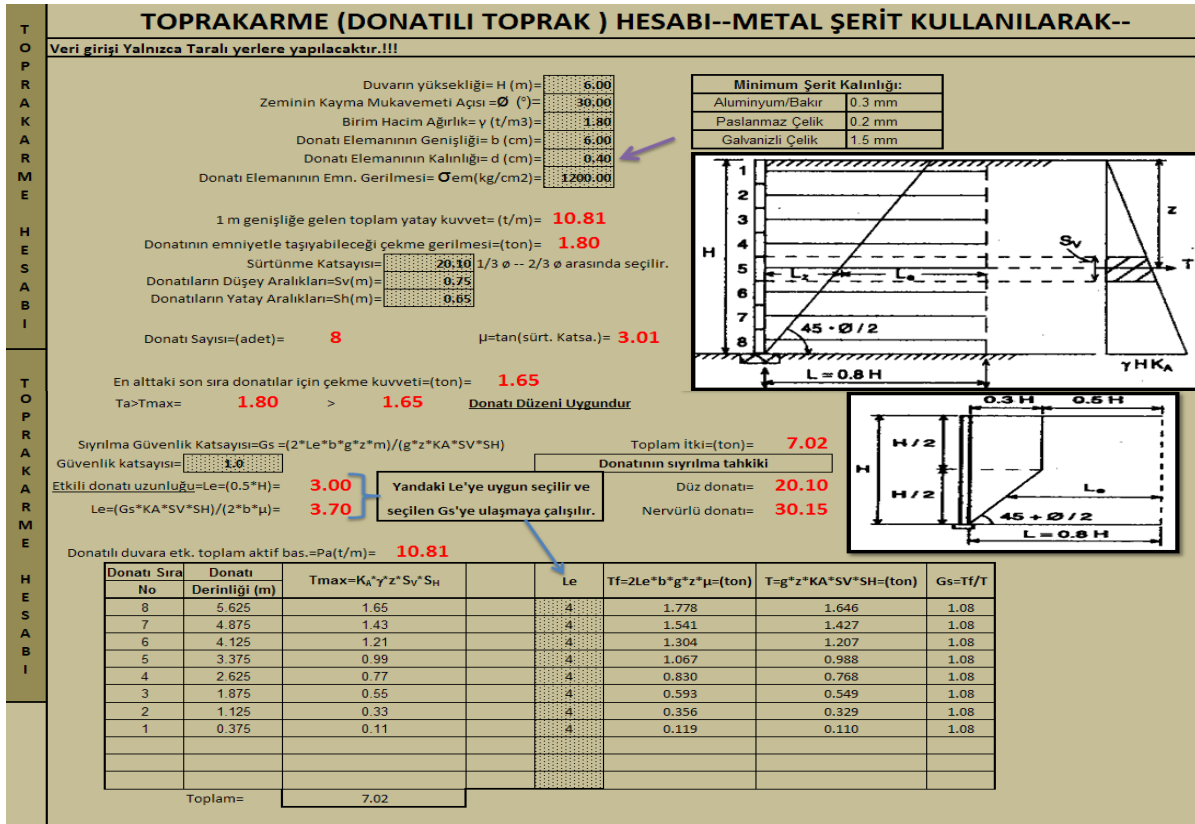 TOPRAKARME HESABI
TOPRAKARME HESABI
TOPRAKARME (DONATILI TOPRAK ) HESABI--METAL ŞERİT KULLANILARAK--
Veri girişi Yalnızca Taralı yerlere yapılacaktır.!!!
Duvarın yüksekliği= H (m)= 6.00
Zeminin Kayma Mukavemeti Açısı =Ø (°)= 30.00
Birim Hacim Ağırlık= γ (t/m3)= 1.80
Donatı Elemanının Genişliği= b (cm)= 6.00
Donatı Elemanının Kalınlığı= d (cm)= 0.40
Donatı Elemanının Emn. Gerilmesi= σem(kg/cm2)= 1200.00
Minimum Şerit Kalınlığı:
Aluminyum/Bakır 0.3 mm
Paslanmaz Çelik 0.2 mm
Galvanizli Çelik 1.5 mm
1 m genişliğe gelen toplam yatay kuvvet= (t/m)= 10.81
Donatının emniyetle taşıyabileceği çekme gerilmesi=(ton)= 1.80
Sürtünme Katsayısı= 20.10 1/3 ø -- 2/3 ø arasında seçilir.
Donatıların Düşey Aralıkları=Sv(m)= 0.75
Donatıların Yatay Aralıkları=Sh(m)= 0.65
Donatı Sayısı=(adet)= 8 μ=tan(sürt. Katsa.)= 3.01
En alttaki son sıra donatılar için çekme kuvveti=(ton)= 1.65
Ta>Tmax= 1.80 > 1.65 Donatı Düzeni Uygundur
H
1
2
3
4
5
6
7
8
Lz
Le
Sv
z
T
45 · Ø / 2
L = 0.8 H
γHKA
Sıyrılma Güvenlik Katsayısı=Gs =(2*Le*b*g*z*m)/(g*z*KA*SV*SH) Toplam İtki=(ton)= 7.02
Güvenlik katsayısı= 1.0 Donatının sıyrılma tahkiki
Etkili donatı uzunluğu=Le=(0.5*H)= 3.00 Düz donatı= 20.10
Le=(Gs*KA*SV*SH)/(2*b*μ)= 3.70 Nervürlü donatı= 30.15
Yandaki Le'ye uygun seçilir ve
seçilen Gs'ye ulaşmaya çalışılır.
0.3 H 0.5 H
H/2
H
H/2
Le
45 + Ø / 2
L = 0.8 H
Donatılı duvara etk. toplam aktif bas.=Pa(t/m)= 10.81
Donatı Sıra No Donatı Derinliği (m) Tmax=KA*γ*z*SV*SH Le Tf=2Le*b*g*z*μ=(ton) T=g*z*KA*SV*SH=(ton) Gs=Tf/T
8 5.625 1.65 4 1.778 1.646 1.08
7 4.875 1.43 4 1.541 1.427 1.08
6 4.125 1.21 4 1.304 1.207 1.08
5 3.375 0.99 4 1.067 0.988 1.08
4 2.625 0.77 4 0.830 0.768 1.08
3 1.875 0.55 4 0.593 0.549 1.08
2 1.125 0.33 4 0.356 0.329 1.08
1 0.375 0.11 4 0.119 0.110 1.08
Toplam= 7.02